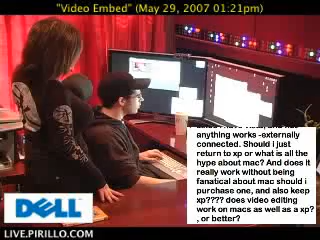 "Video Embed" (May 29, 2007 01:21pm)
anything works -externally
connected. Should i just
return to xp or what is all the
hype about mac? And does it
really work without being
fanatical about mac should i
purchase one, and also keep
xp???? does video editing
work on macs as well as a xp?
, or better?
DELL
LIVE.PIRILLO.COM